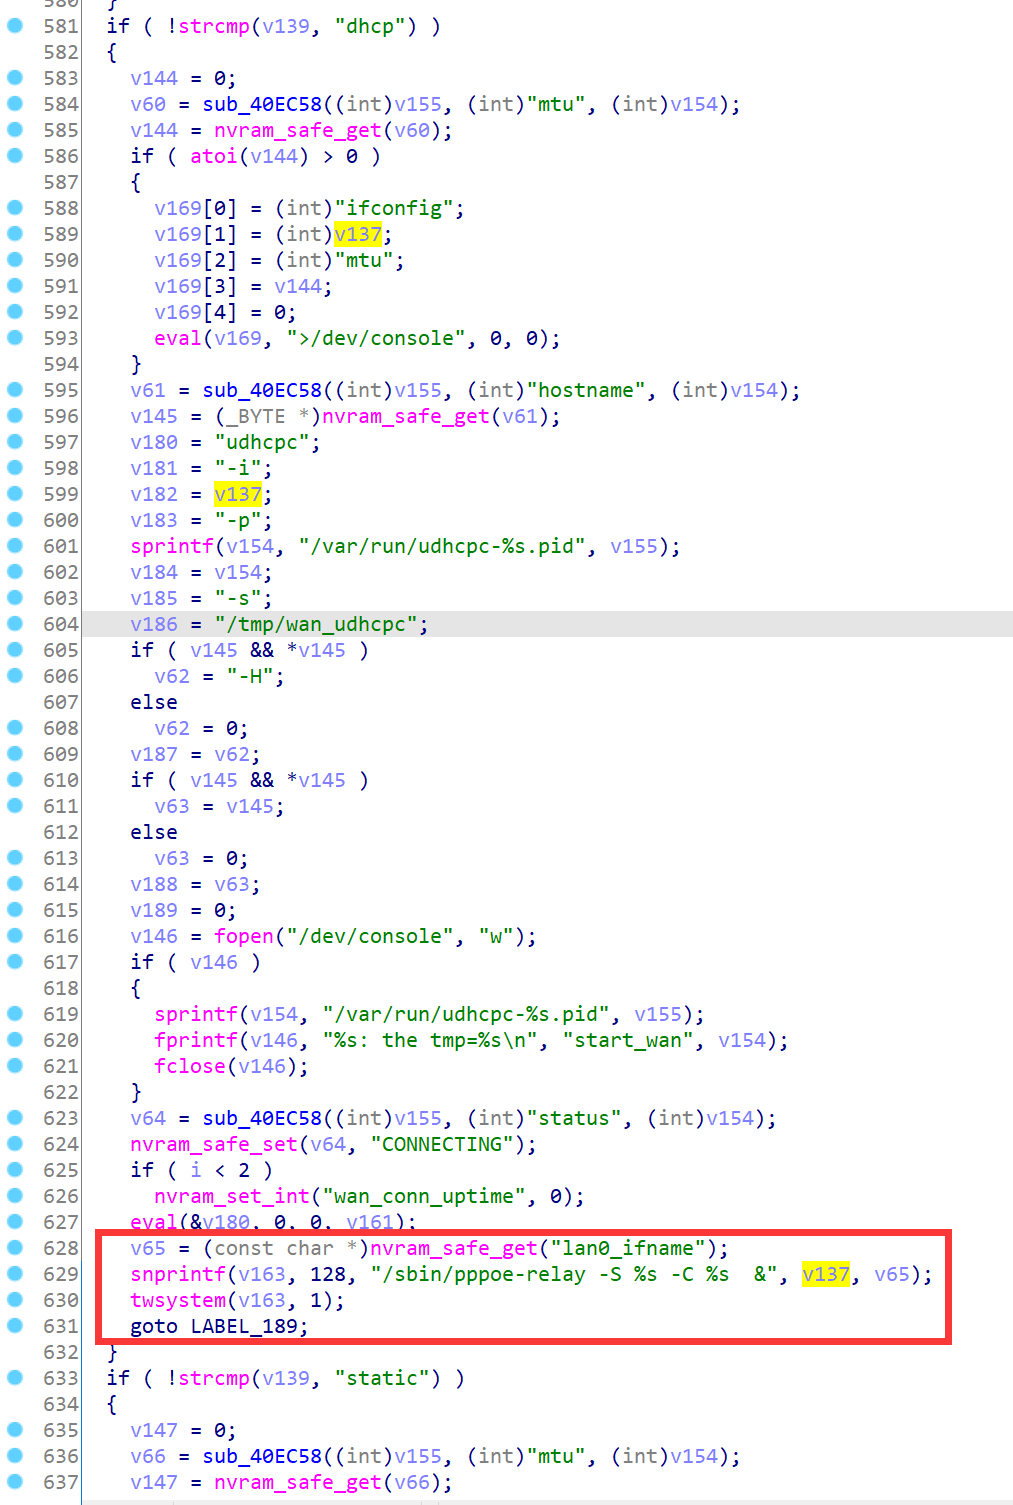 580 }
581 if ( !strcmp(v139, "dhcp") )
582 {
583 v144 = 0;
584 v60 = sub_40EC58((int)v155, (int)"mtu", (int)v154);
585 v144 = nvram_safe_get(v60);
586 if ( atoi(v144) > 0 )
587 {
588 v169[0] = (int)"ifconfig";
589 v169[1] = (int)v137;
590 v169[2] = (int)"mtu";
591 v169[3] = v144;
592 v169[4] = 0;
593 eval(v169, ">/dev/console", 0, 0);
594 }
595 v61 = sub_40EC58((int)v155, (int)"hostname", (int)v154);
596 v145 = (_BYTE *)nvram_safe_get(v61);
597 v180 = "udhcpc";
598 v181 = "-i";
599 v182 = v137;
600 v183 = "-p";
601 sprintf(v154, "/var/run/udhcpc-%s.pid", v155);
602 v184 = v154;
603 v185 = "-s";
604 v186 = "/tmp/wan_udhcpc";
605 if ( v145 && *v145 )
606 v62 = "-H";
607 else
608 v62 = 0;
609 v187 = v62;
610 if ( v145 && *v145 )
611 v63 = v145;
612 else
613 v63 = 0;
614 v188 = v63;
615 v189 = 0;
616 v146 = fopen("/dev/console", "w");
617 if ( v146 )
618 {
619 sprintf(v154, "/var/run/udhcpc-%s.pid", v155);
620 fprintf(v146, "%s: the tmp=%s\n", "start_wan", v154);
621 fclose(v146);
622 }
623 v64 = sub_40EC58((int)v155, (int)"status", (int)v154);
624 nvram_safe_set(v64, "CONNECTING");
625 if ( i < 2 )
626 nvram_set_int("wan_conn_uptime", 0);
627 eval(&v180, 0, 0, v161);
628 v65 = (const char *)nvram_safe_get("lan0_ifname");
629 snprintf(v163, 128, "/sbin/pppoe-relay -S %s -C %s  &", v137, v65);
630 twsystem(v163, 1);
631 goto LABEL_189;
632 }
633 if ( !strcmp(v139, "static") )
634 {
635 v147 = 0;
636 v66 = sub_40EC58((int)v155, (int)"mtu", (int)v154);
637 v147 = nvram_safe_get(v66);